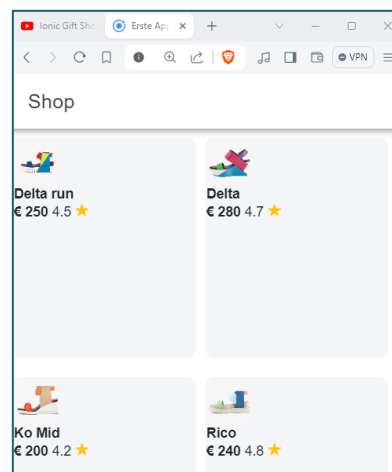 Ionic Gift Sho
Erste App
VPN
Shop
Delta run
€ 250 4.5
Delta
€ 280 4.7
Ko Mid
€ 200 4.2
Rico
€ 240 4.8